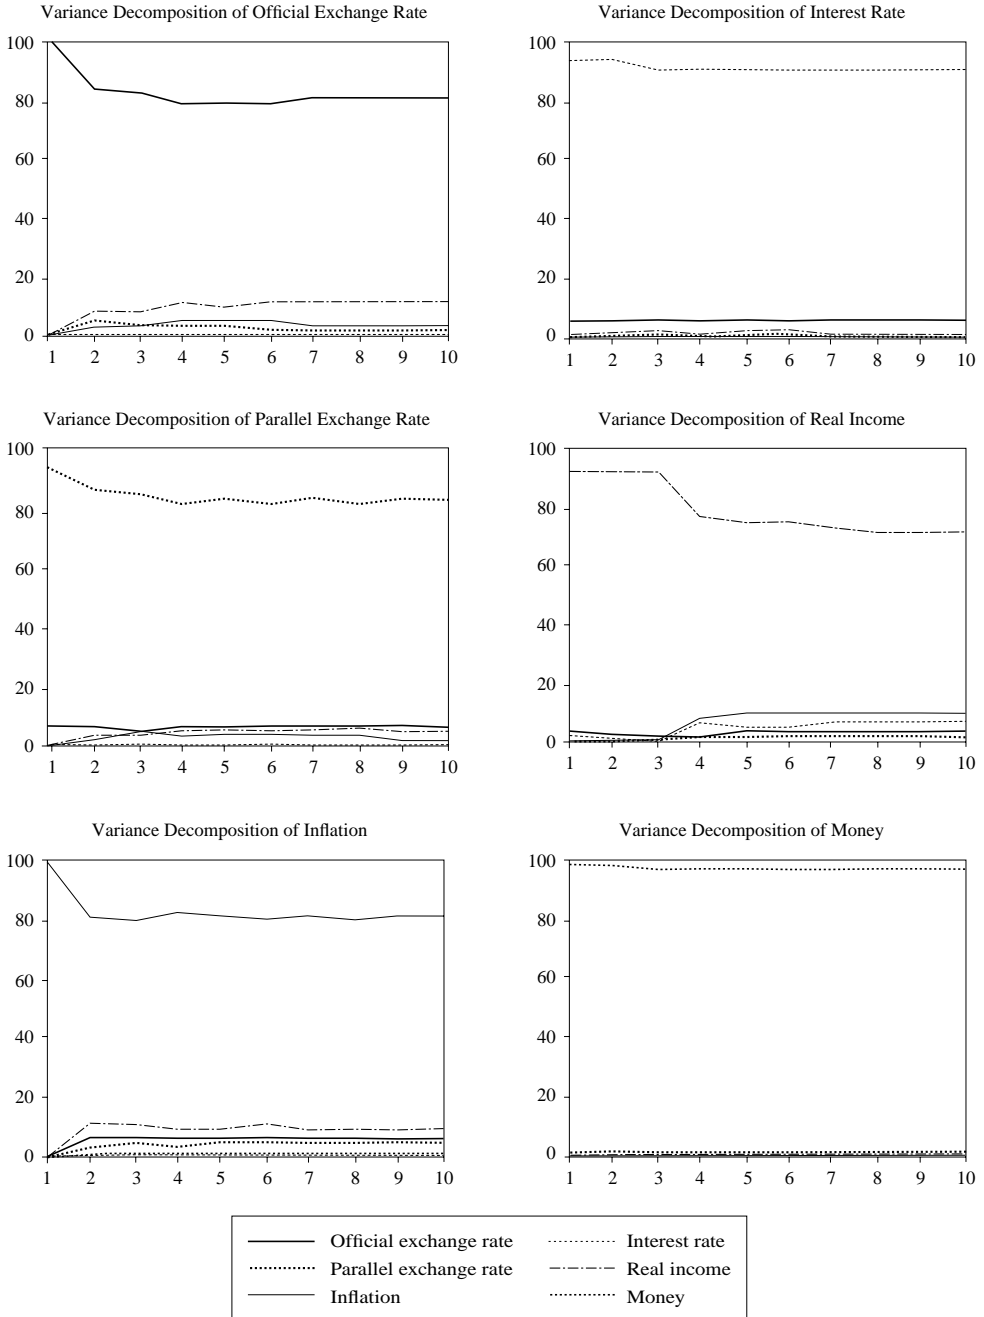 Variance Decomposition of Official Exchange Rate
100
80
60
40
20
0
1 2 3 4 5 6 7 8 9 10
Variance Decomposition of Interest Rate
100
80
60
40
20
0
1 2 3 4 5 6 7 8 9 10
Variance Decomposition of Parallel Exchange Rate
100
80
60
40
20
0
1 2 3 4 5 6 7 8 9 10
Variance Decomposition of Real Income
100
80
60
40
20
0
1 2 3 4 5 6 7 8 9 10
Variance Decomposition of Inflation
100
80
60
40
20
0
1 2 3 4 5 6 7 8 9 10
Variance Decomposition of Money
100
80
60
40
20
0
1 2 3 4 5 6 7 8 9 10
Official exchange rate
Parallel exchange rate
Inflation
Interest rate
Real income
Money